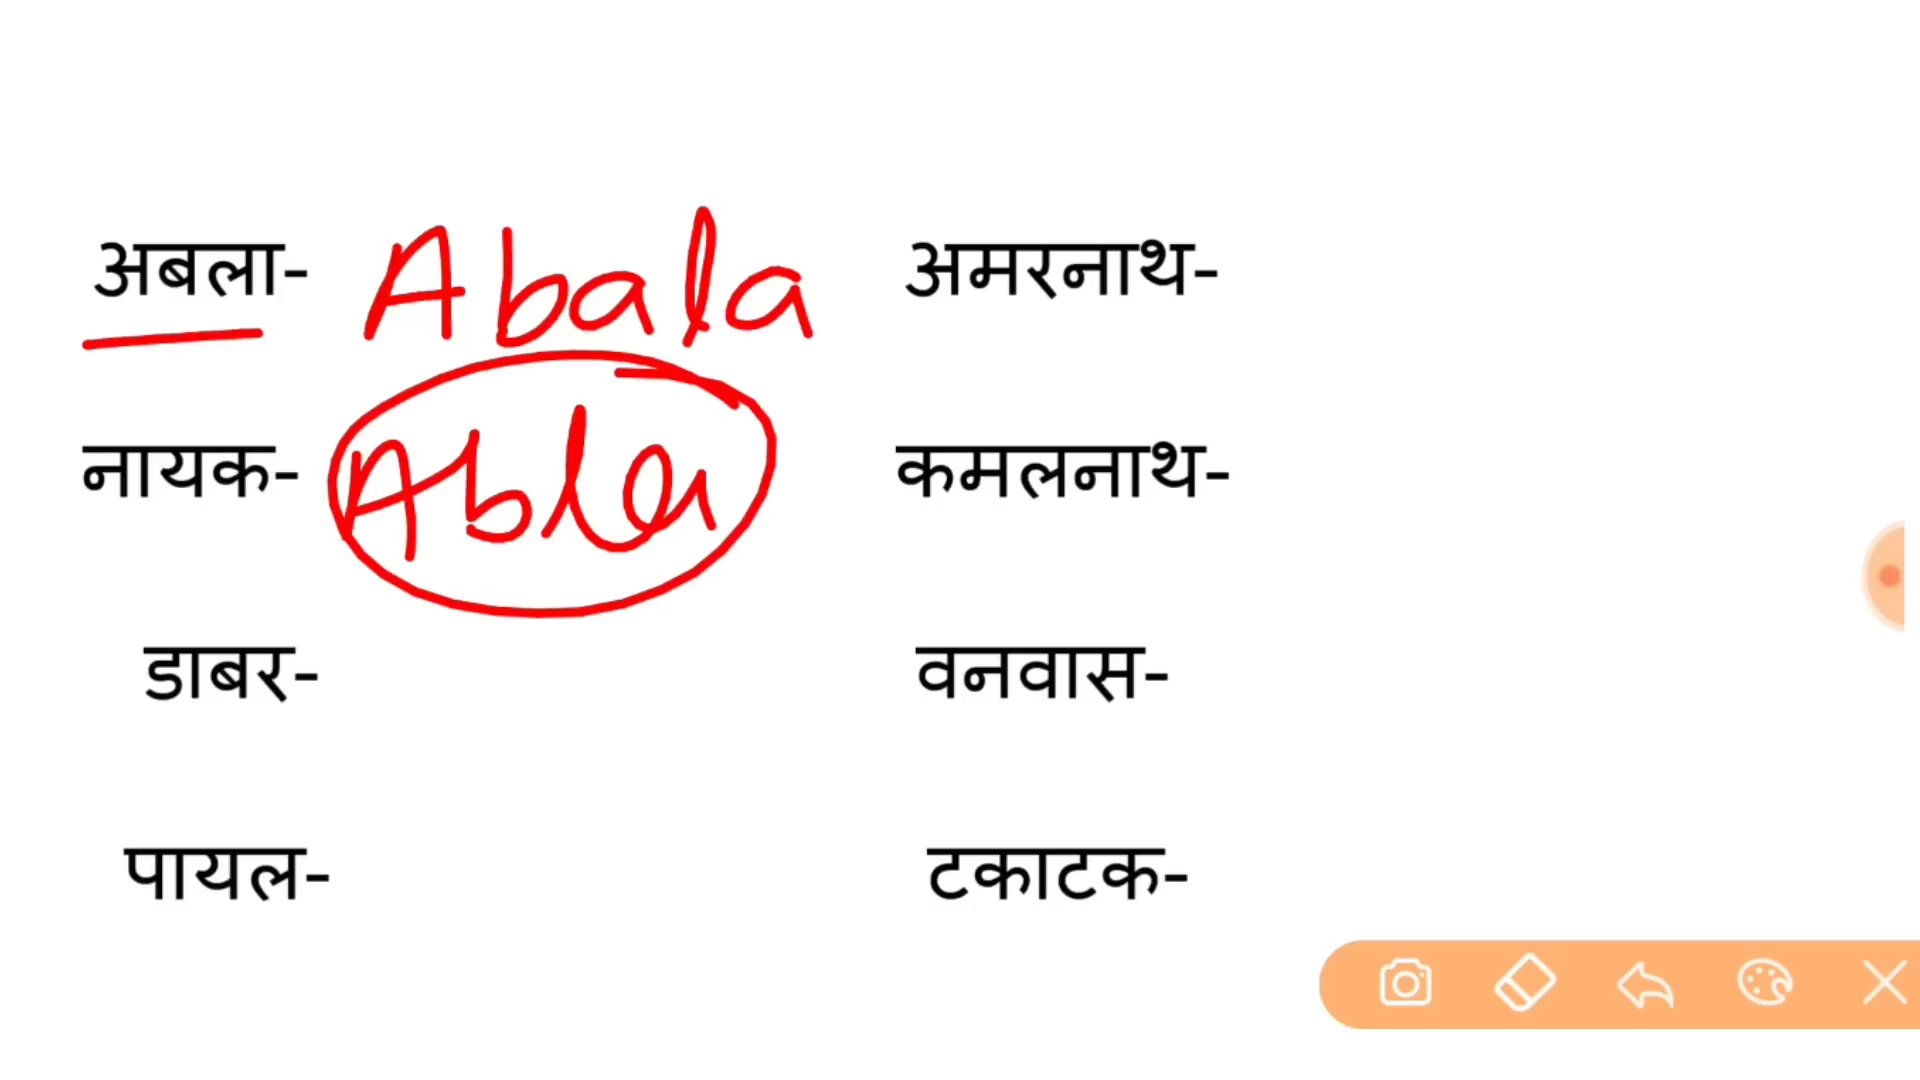 अबला- Abala अमरनाथ-
नायक- Abla कमलनाथ-
डाबर- वनवास-
पायल- टकाटक-